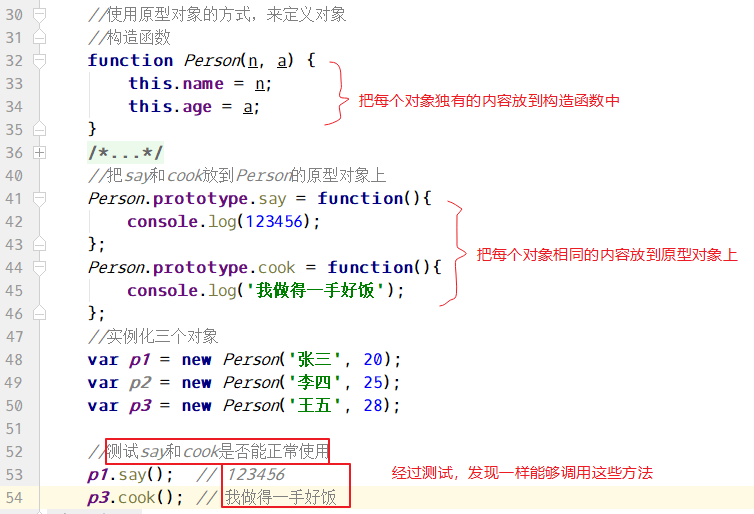 30 //使用原型对象的方式，来定义对象
31 //构造函数
32 function Person(n, a) {
33 this.name = n;
34 this.age = a;
把每个对象独有的内容放到构造函数中
35 }
36 /*...*/
40 //把say和cook放到Person的原型对象上
41 Person.prototype.say = function(){
42 console.log(123456);
43 };
把每个对象相同的内容放到原型对象上
44 Person.prototype.cook = function(){
45 console.log('我做得一手好饭');
46 };
47 //实例化三个对象
48 var p1 = new Person('张三', 20);
49 var p2 = new Person('李四', 25);
50 var p3 = new Person('王五', 28);
51
52 //测试say和cook是否能正常使用
53 p1.say(); // 123456
经过测试，发现一样能够调用这些方法
54 p3.cook(); // 我做得一手好饭